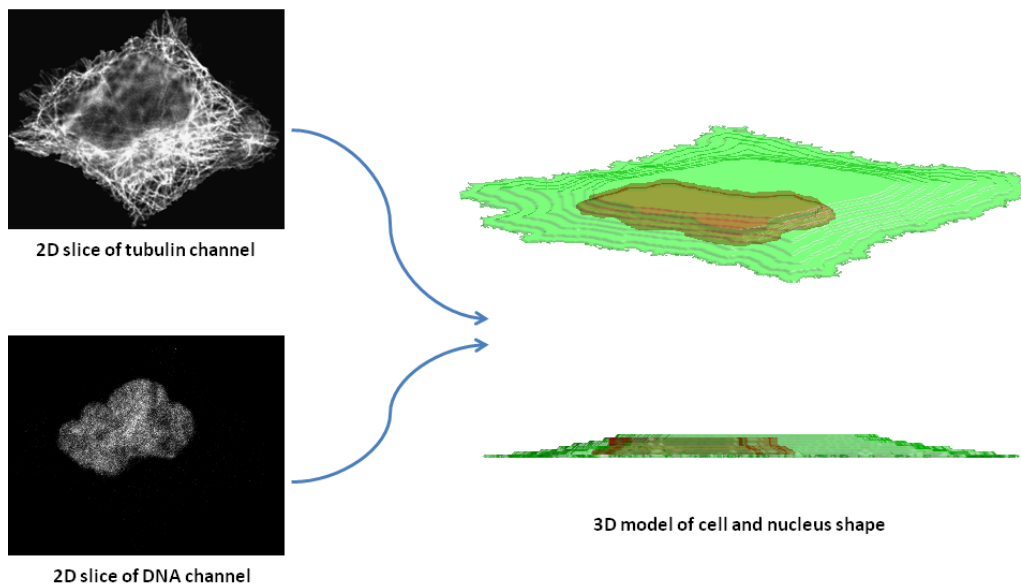 2D slice of tubulin channel
2D slice of DNA channel
3D model of cell and nucleus shape